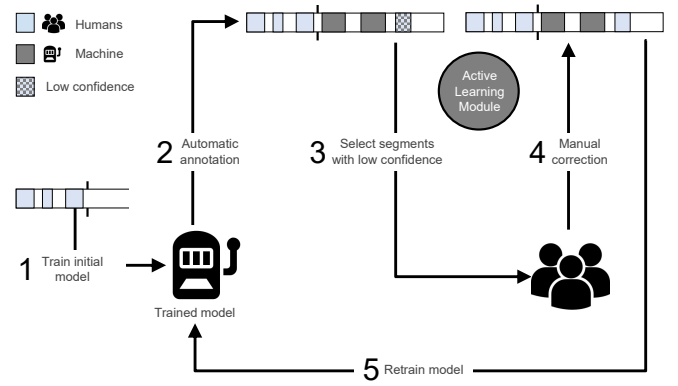 Humans
Machine
Low confidence
1 Train initial
model
2 Automatic
annotation
3 Select segments
with low confidence
Active
Learning
Module
4 Manual
correction
Trained model
5 Retrain model